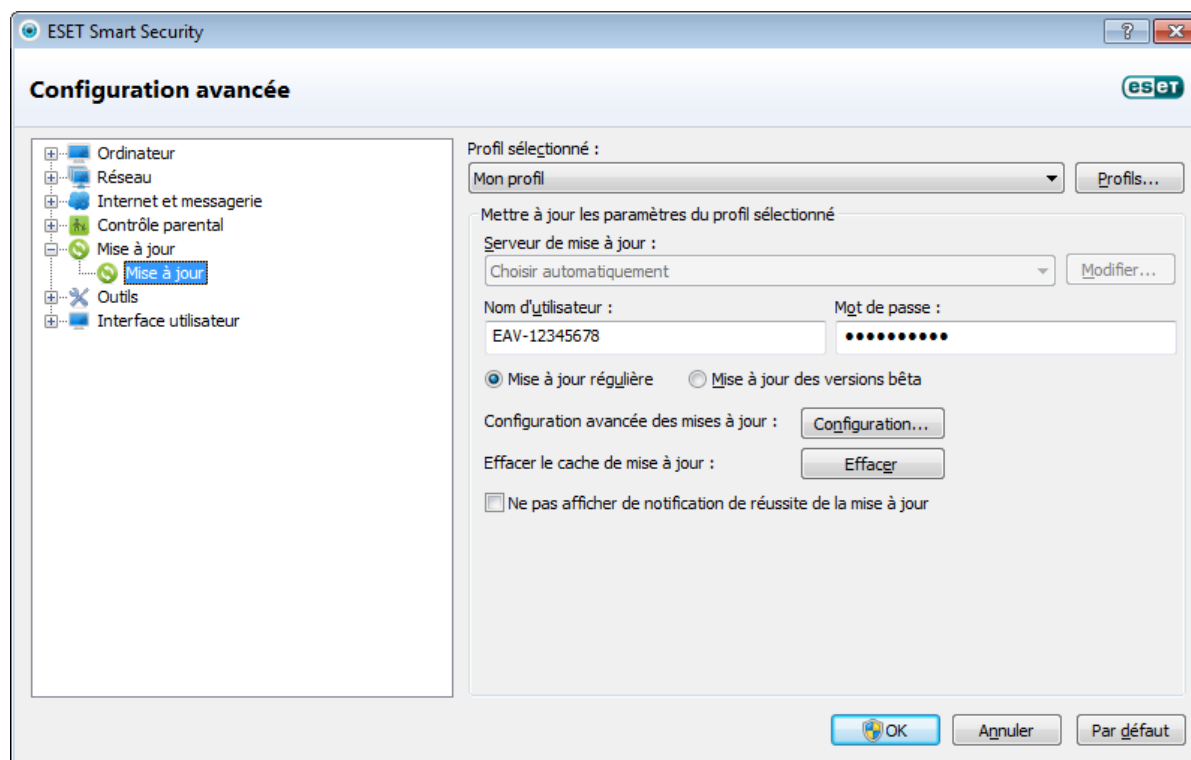 ESET Smart Security
Configuration avancée
eseт
Ordinateur
Réseau
Internet et messagerie
Contrôle parental
Mise à jour
Mise à jour
Outils
Interface utilisateur
Profil sélectionné :
Mon profil
Profils...
Mettre à jour les paramètres du profil sélectionné
Serveur de mise à jour :
Choisir automatiquement
Modifier...
Nom d'utilisateur :
Mot de passe :
EAV-12345678
••••••••••
Mise à jour régulière
Mise à jour des versions bêta
Configuration avancée des mises à jour :
Configuration...
Effacer le cache de mise à jour :
Effacer
Ne pas afficher de notification de réussite de la mise à jour
OK
Annuler
Par défaut